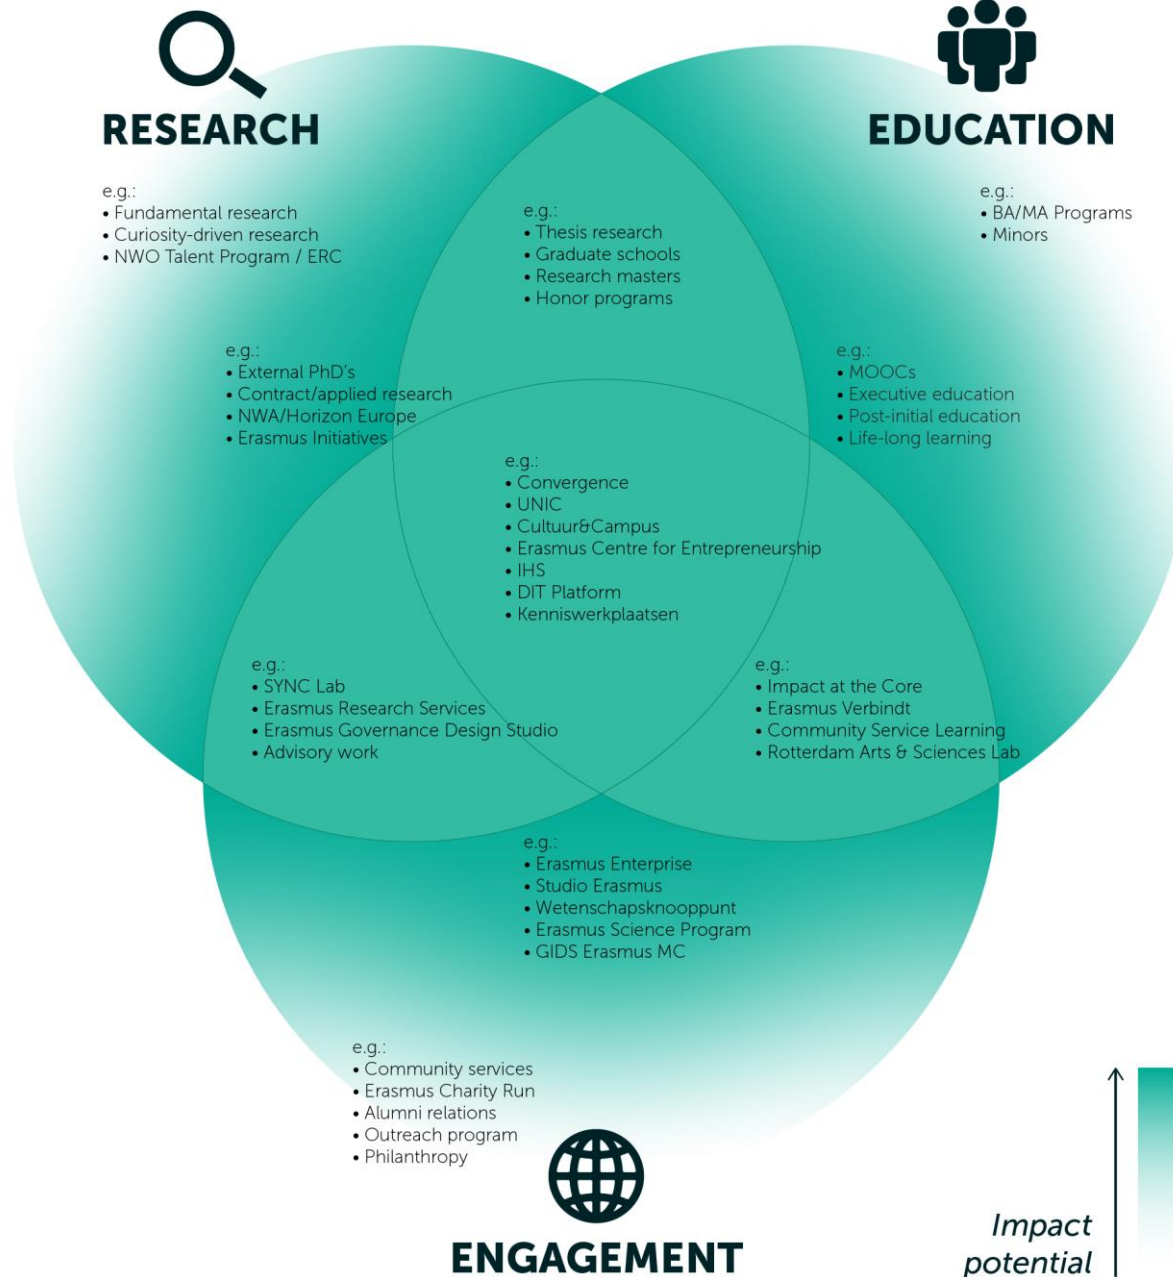 RESEARCH
e.g.:
• Fundamental research
• Curiosity-driven research
• NWO Talent Program / ERC
EDUCATION
e.g.:
• BA/MA Programs
• Minors
e.g.:
• Thesis research
• Graduate schools
• Research masters
• Honor programs
e.g.:
• External PhD's
• Contract/applied research
• NWA/Horizon Europe
• Erasmus Initiatives
e.g.:
• MOOCs
• Executive education
• Post-initial education
• Life-long learning
e.g.:
• Convergence
• UNIC
• Cultuur&Campus
• Erasmus Centre for Entrepreneurship
• IHS
• DIT Platform
• Kenniswerkplaatsen
e.g.:
• SYNC Lab
• Erasmus Research Services
• Erasmus Governance Design Studio
• Advisory work
e.g.:
• Impact at the Core
• Erasmus Verbindt
• Community Service Learning
• Rotterdam Arts & Sciences Lab
e.g.:
• Erasmus Enterprise
• Studio Erasmus
• Wetenschapsknooppunt
• Erasmus Science Program
• GIDS Erasmus MC
e.g.:
• Community services
• Erasmus Charity Run
• Alumni relations
• Outreach program
• Philanthropy
ENGAGEMENT
Impact
potential